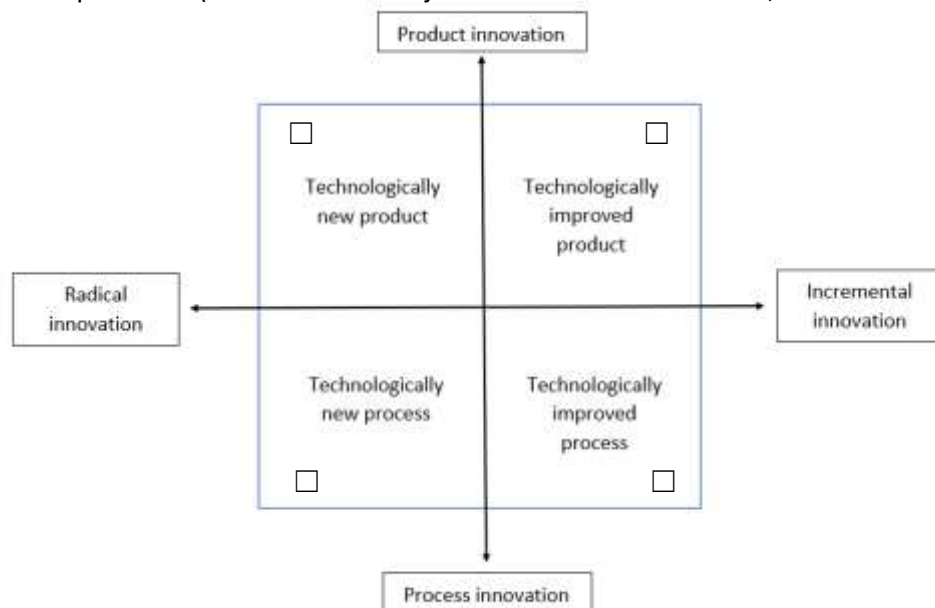 Product innovation
Technologically
new product
Technologically
improved
product
Radical
innovation
Incremental
innovation
Technologically
new process
Technologically
improved
process
Process innovation